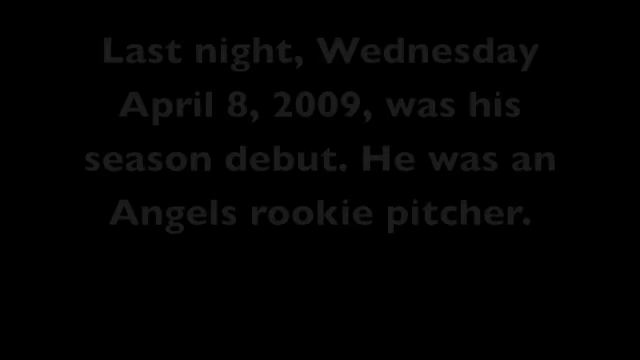 Last night, Wednesday
April 8, 2009, was his
season debut. He was an
Angels rookie pitcher.